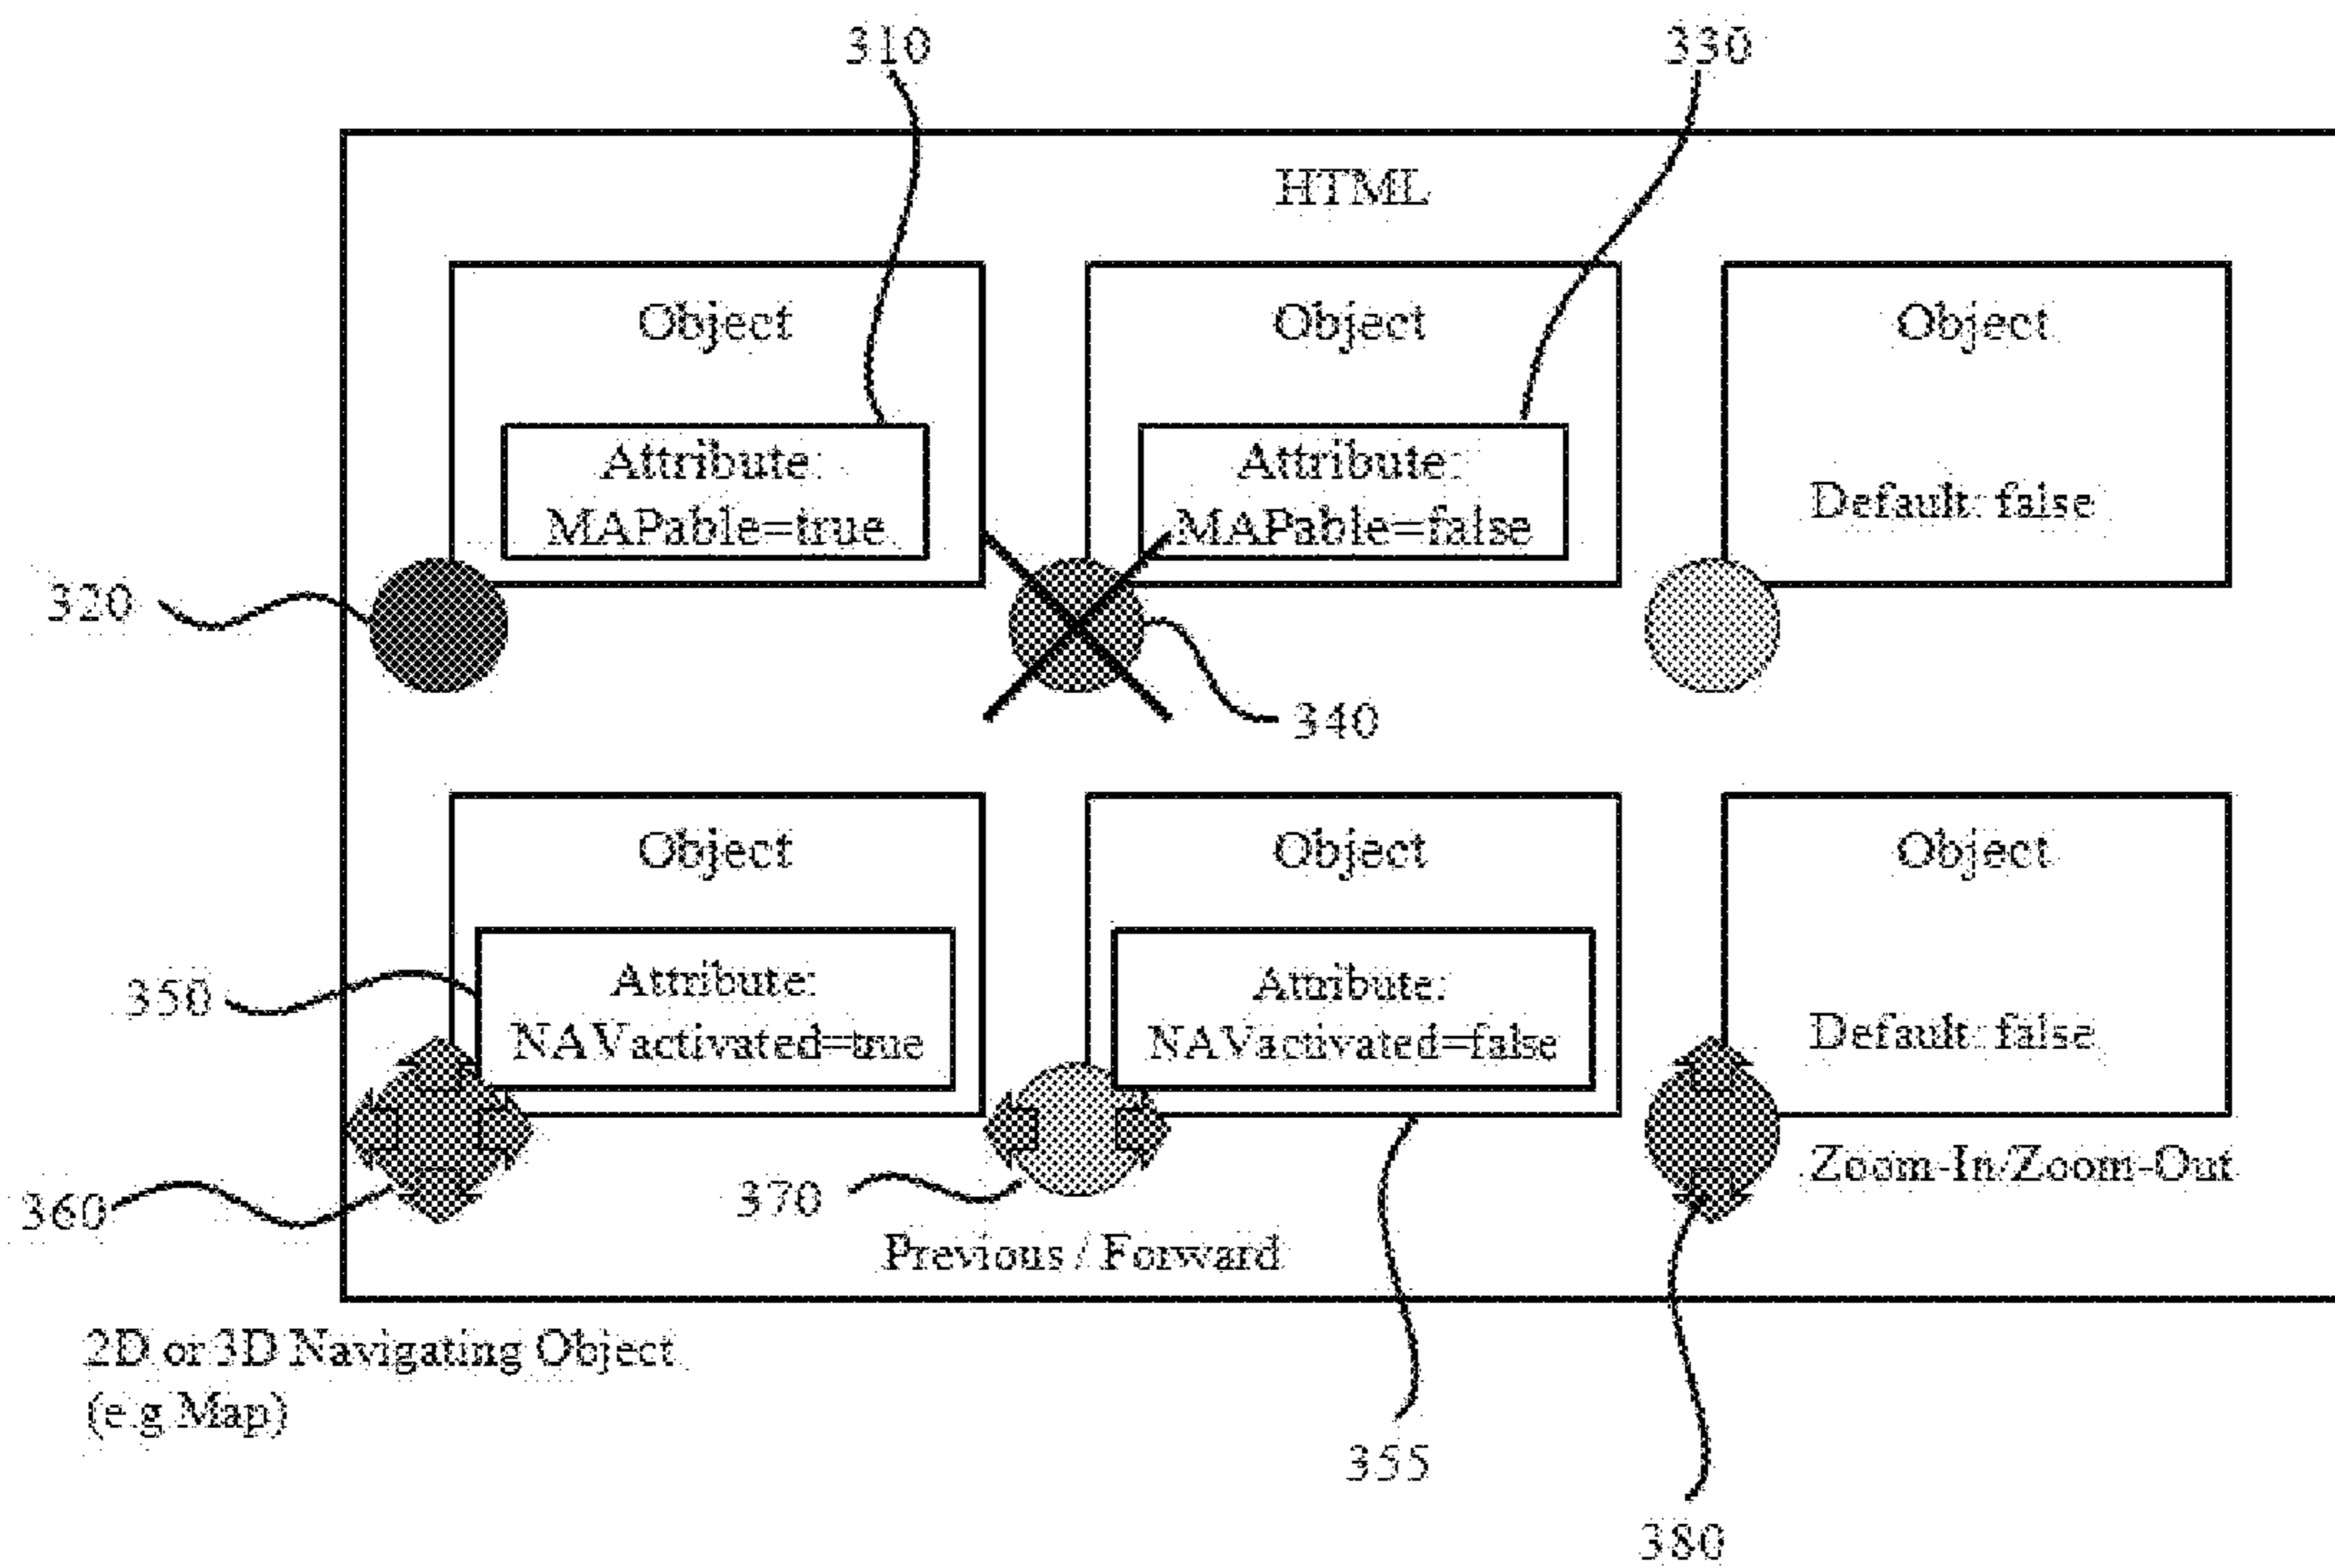 310
330
HTML
Object
Object
Object
Attribute:
MAPable=true
Attribute:
MAPable=false
Default: false
320
340
Object
Object
Object
350
Attribute:
NAVactivated=true
Attribute:
NAVactivated=false
Default: false
360
370
Zoom-In/Zoom-Out
Previous / Forward
2D or 3D Navigating Object
(e.g Map)
355
380